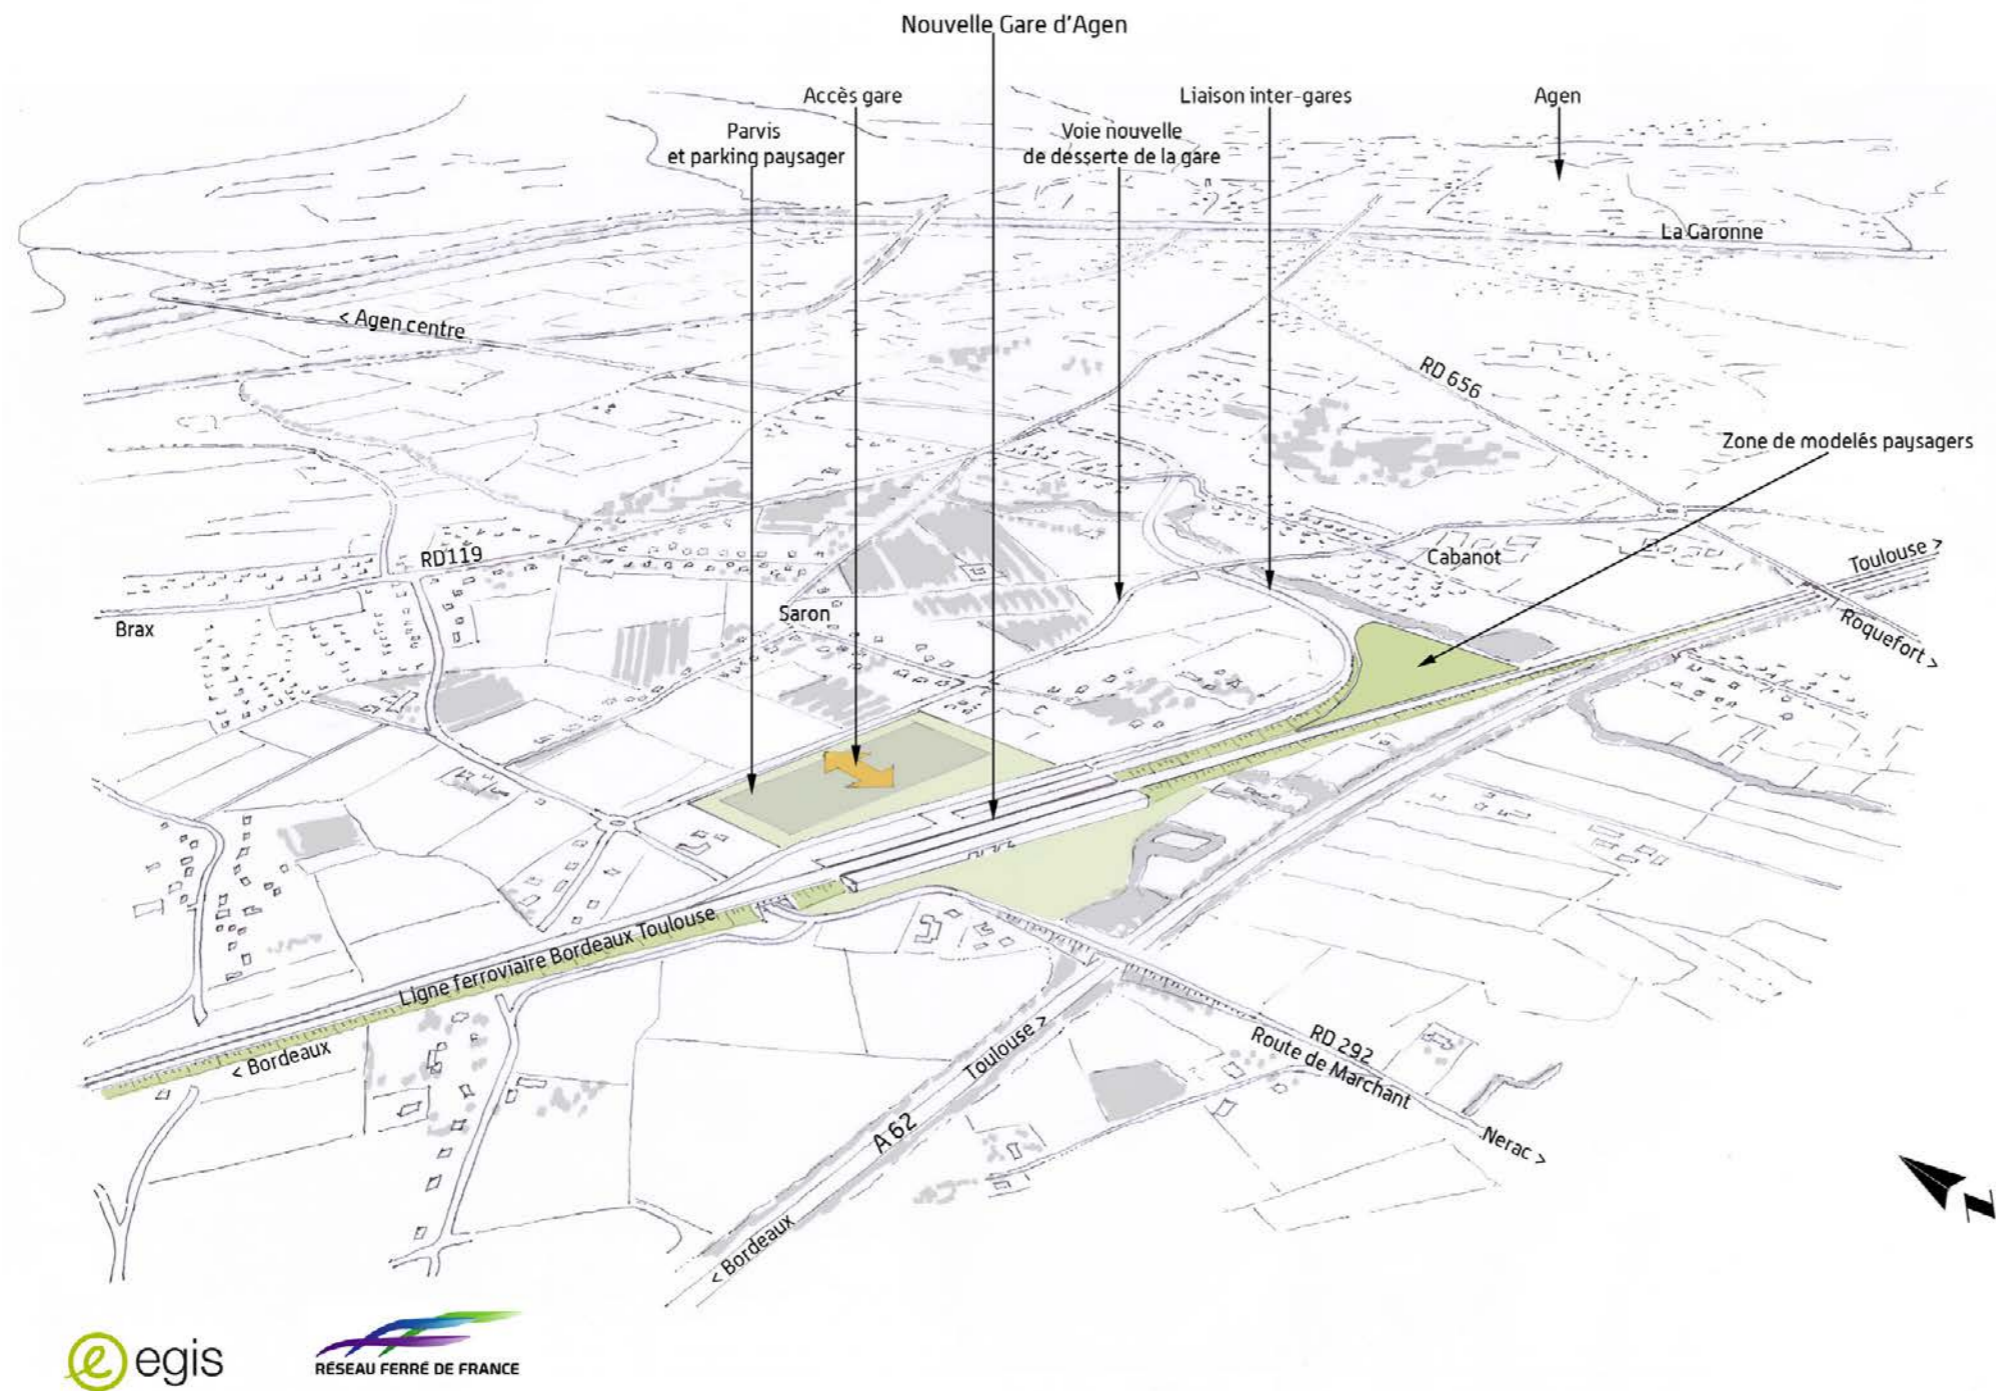 Nouvelle Gare d'Agen
Accès gare
Liaison inter-gares
Agen
Parvis
et parking paysager
Voie nouvelle
de desserte de la gare
La Garonne
< Agen centre
RD 656
Zone de modelés paysagers
RD119
Cabanot
Toulouse >
Brax
Saron
Roquefort >
Ligne ferroviaire Bordeaux Toulouse
< Bordeaux
Toulouse >
RD 292
Route de Marchant
A 62
Nerac >
< Bordeaux
N
e egis
RÉSEAU FERRÉ DE FRANCE